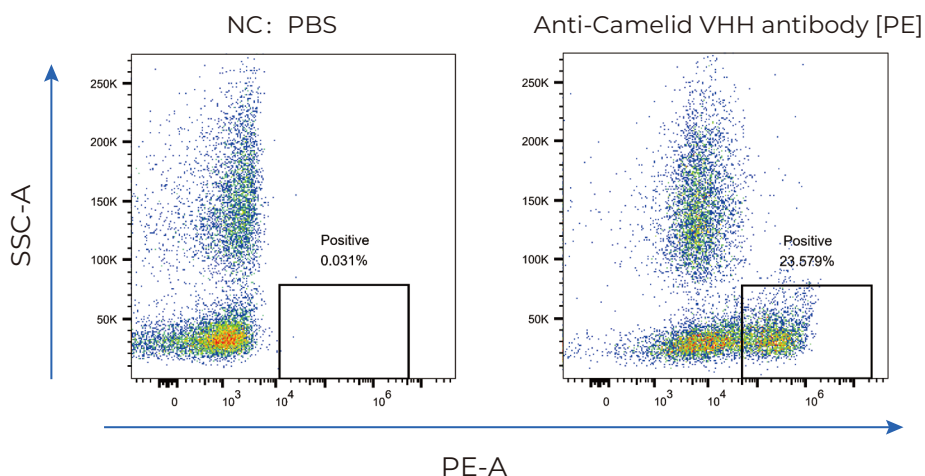 NC：PBS
Anti-Camelid VHH antibody [PE]
SSC-A
250K
200K
150K
100K
50K
Positive
0.031%
0
10³
10⁴
10⁶
250K
200K
150K
100K
50K
Positive
23.579%
0
10³
10⁴
10⁶
PE-A